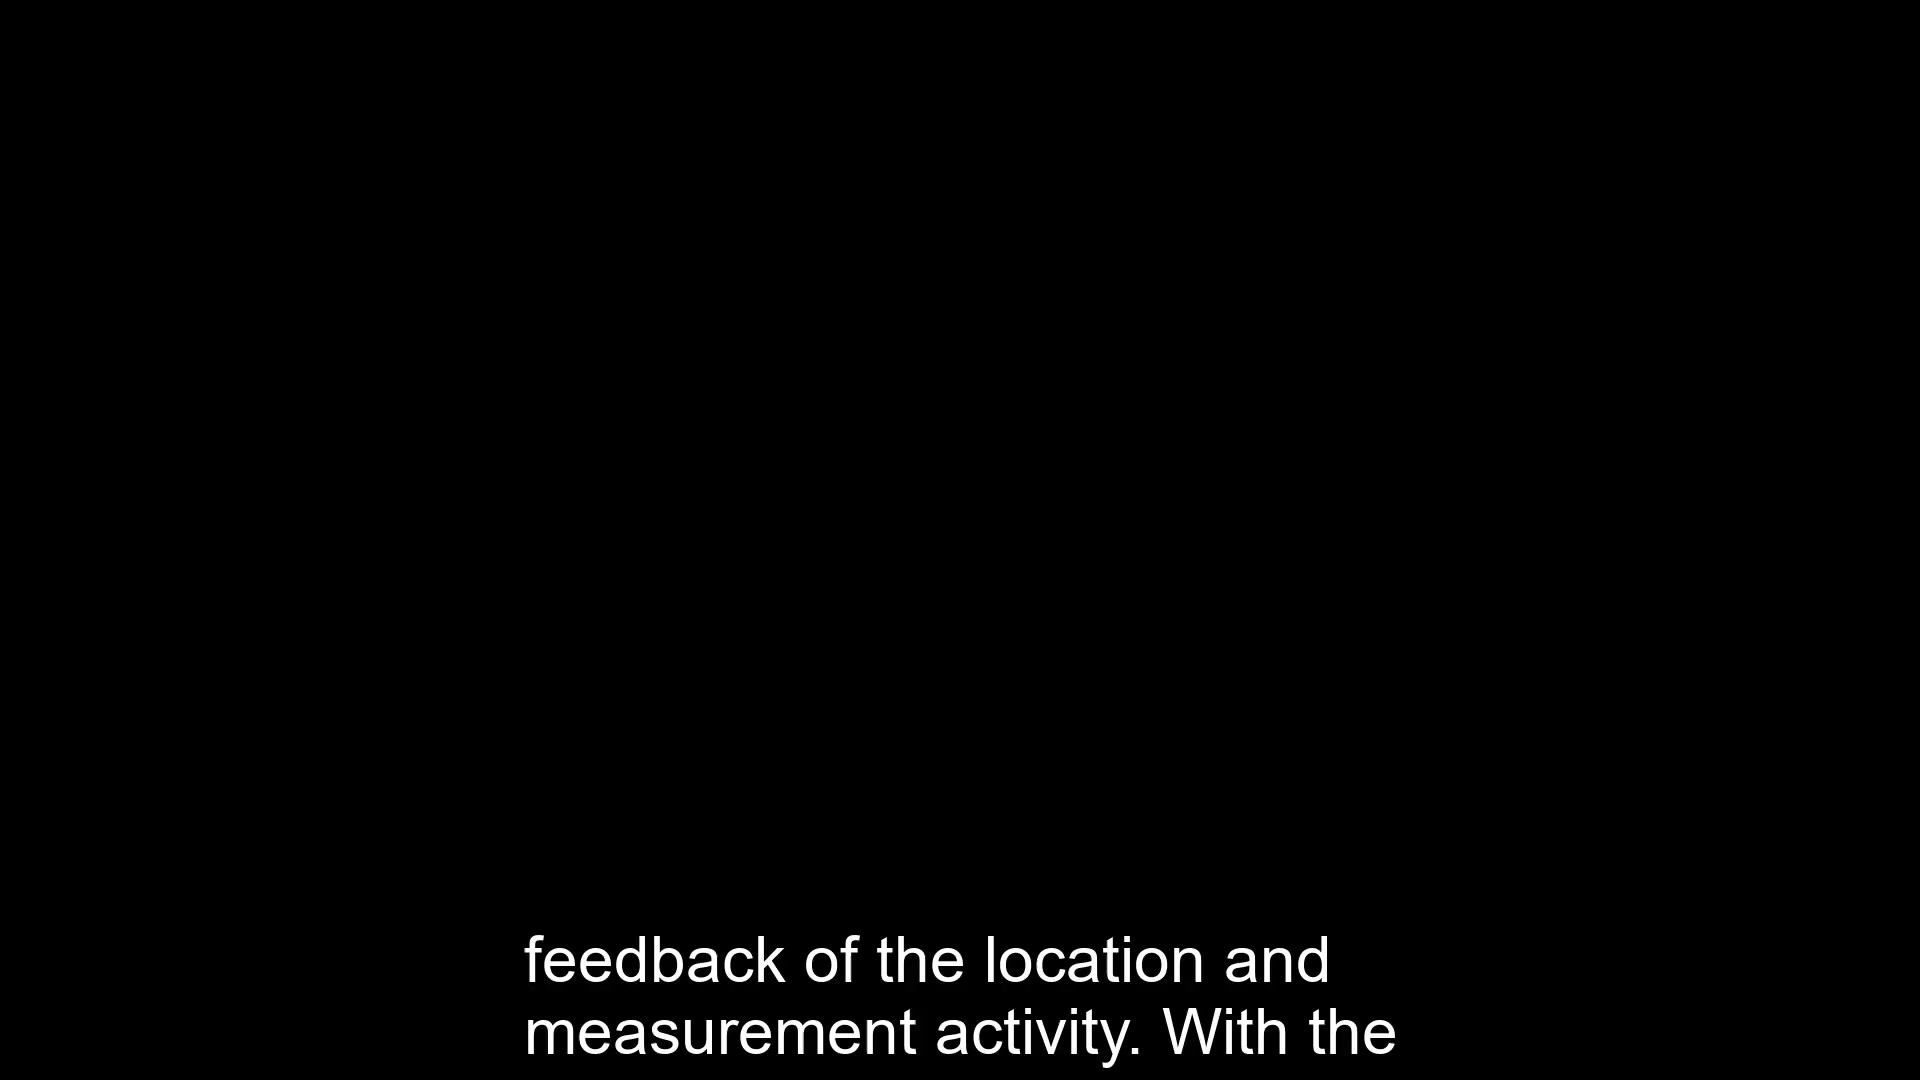 feedback of the location and
measurement activity. With the